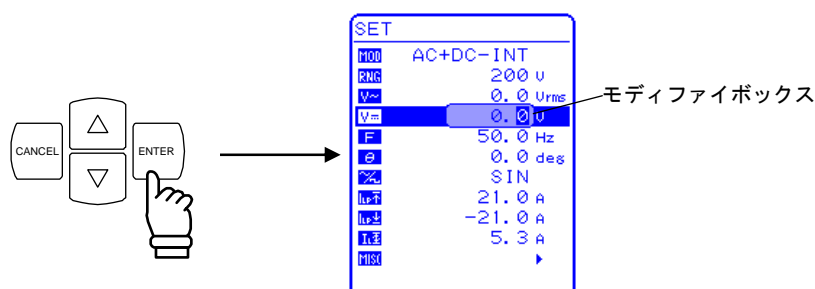 SET
MOD AC+DC-INT
RNG 200 V
V~ 0.0 Vrms
V⎓ 0.0 V
F 50.0 Hz
θ 0.0 deg
SIN
21.0 A
-21.0 A
5.3 A
MISC
モディファイボックス
CANCEL
ENTER